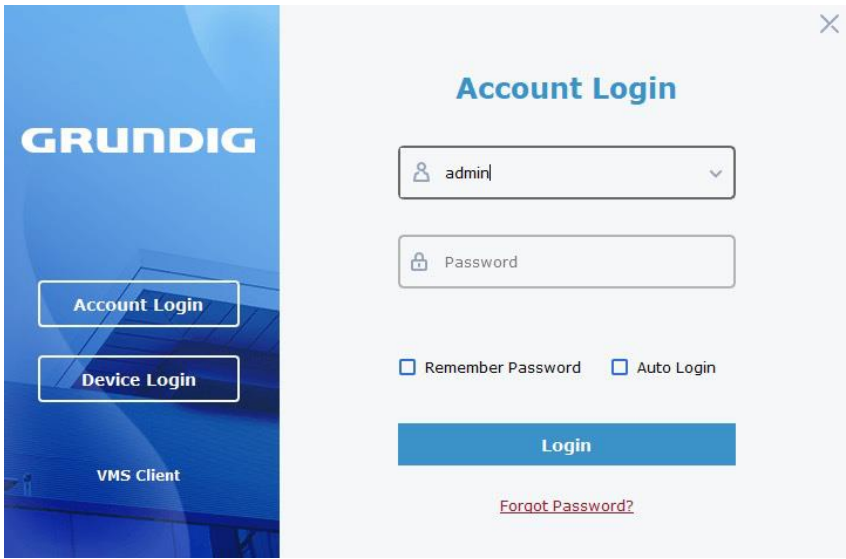 GRUNDIG
Account Login
Device Login
VMS Client
Account Login
admin
Password
Remember Password
Auto Login
Login
Forgot Password?